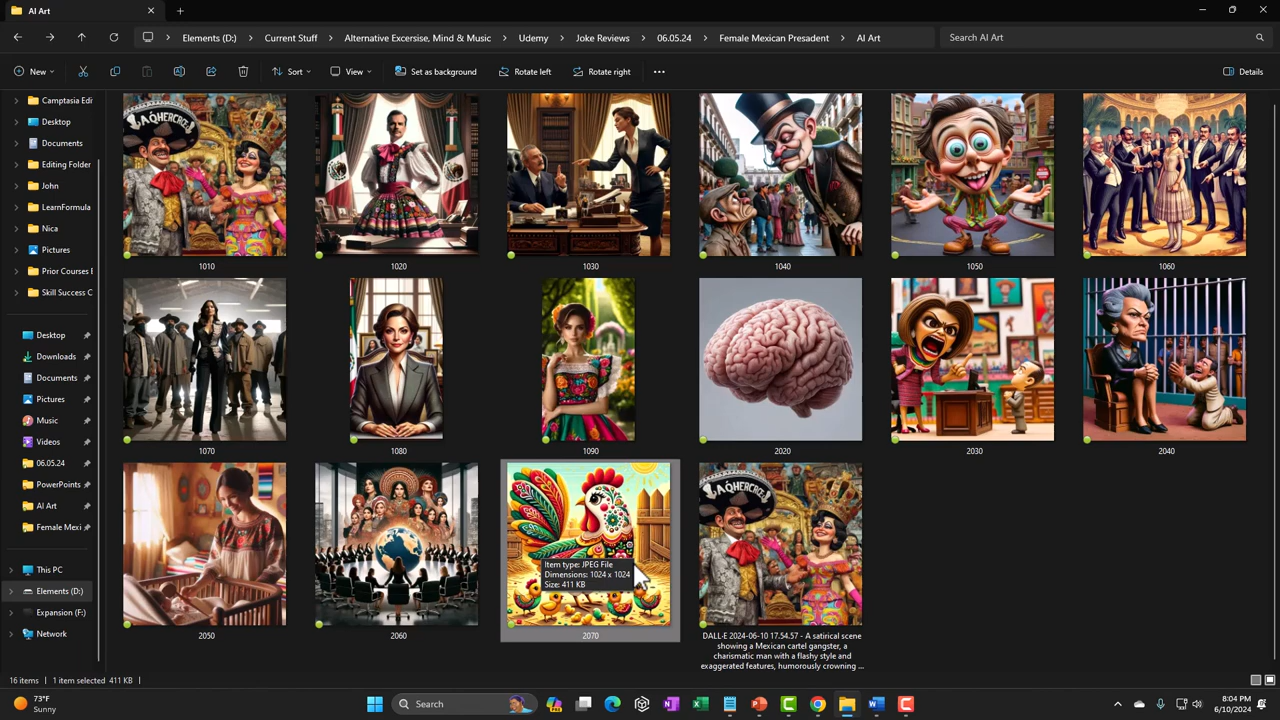 AI Art
Elements (D:) Current Stuff Alternative Excersise, Mind & Music Udemy Joke Reviews 06.05.24 Female Mexican Presadent AI Art
Search AI Art
New Sort View Set as background Rotate left Rotate right Details
Camptasia Edi
Desktop
Documents
Editing Folder
John
LearnFormula
Nica
Pictures
Prior Courses E
Skill Success C
Desktop
Downloads
Documents
Pictures
Music
Videos
06.05.24
PowerPoints
AI Art
Female Mexi
This PC
Elements (D:)
Expansion (F:)
Network
AQHERCRCE
1010 1020 1030 1040 1050 1060
1070 1080 1090 2020 2030 2040
AQHERCRCE
Item type: JPEG File
Dimensions: 1024 x 1024
Size: 411 KB
2050 2060 2070
DALL·E 2024-06-10 17.54.57 - A satirical scene
showing a Mexican cartel gangster, a
charismatic man with a flashy style and
exaggerated features, humorously crowning ...
16 items 1 item selected 411 KB
73°F
Sunny
Search
8:04 PM
6/10/2024